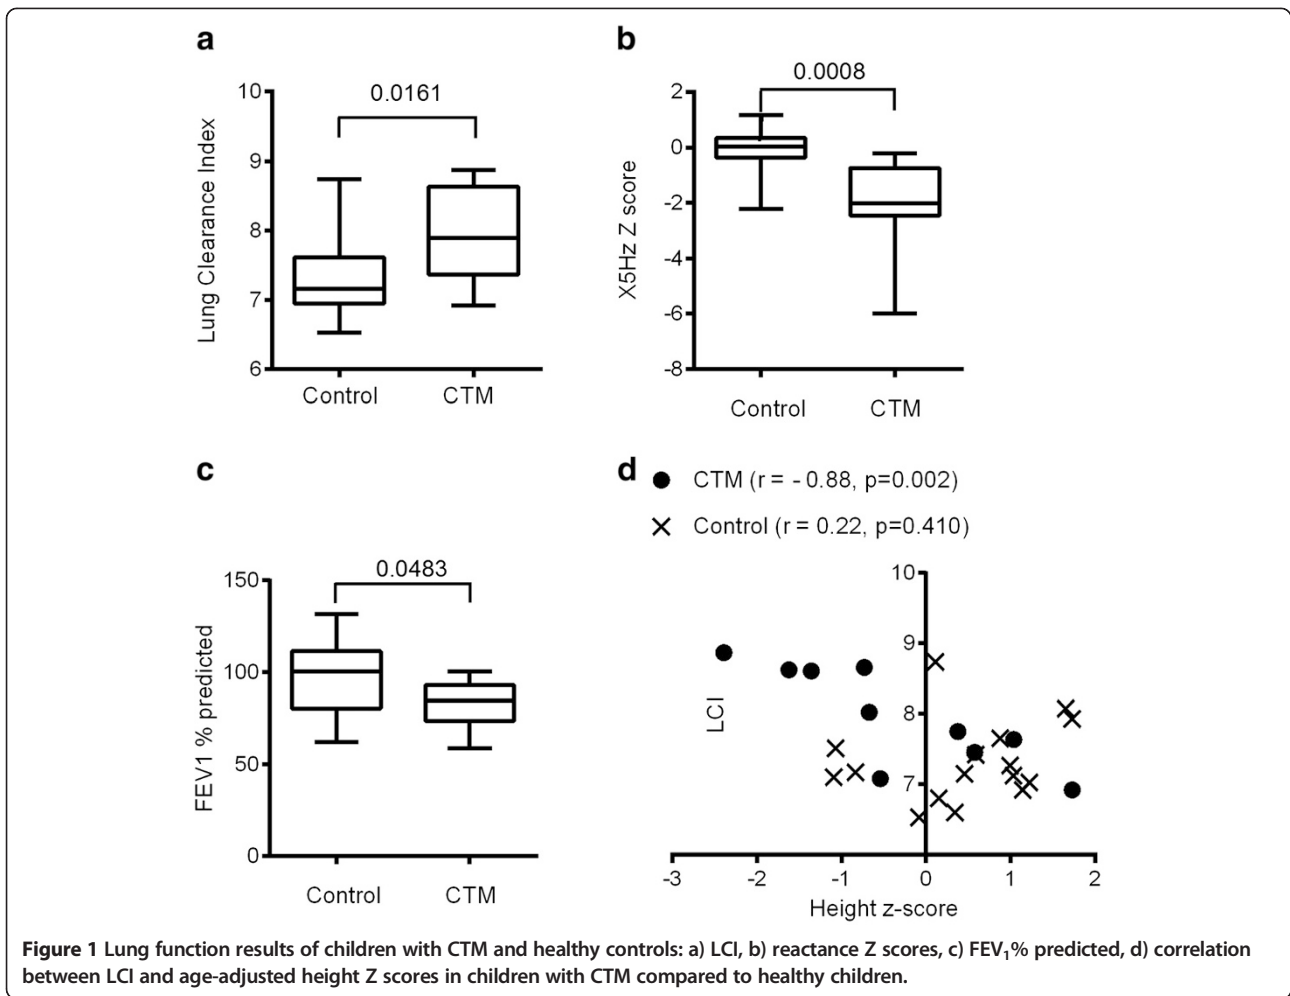 a
0.0161
10
9
8
7
6
Lung Clearance Index
Control CTM
b
0.0008
2
0
-2
-4
-6
-8
X5Hz Z score
Control CTM
c
0.0483
150
100
50
0
FEV1 % predicted
Control CTM
d
CTM (r = - 0.88, p=0.002)
Control (r = 0.22, p=0.410)
10
9
8
7
LCI
-3 -2 -1 0 1 2
Height z-score
Figure 1 Lung function results of children with CTM and healthy controls: a) LCI, b) reactance Z scores, c) FEV₁% predicted, d) correlation
between LCI and age-adjusted height Z scores in children with CTM compared to healthy children.